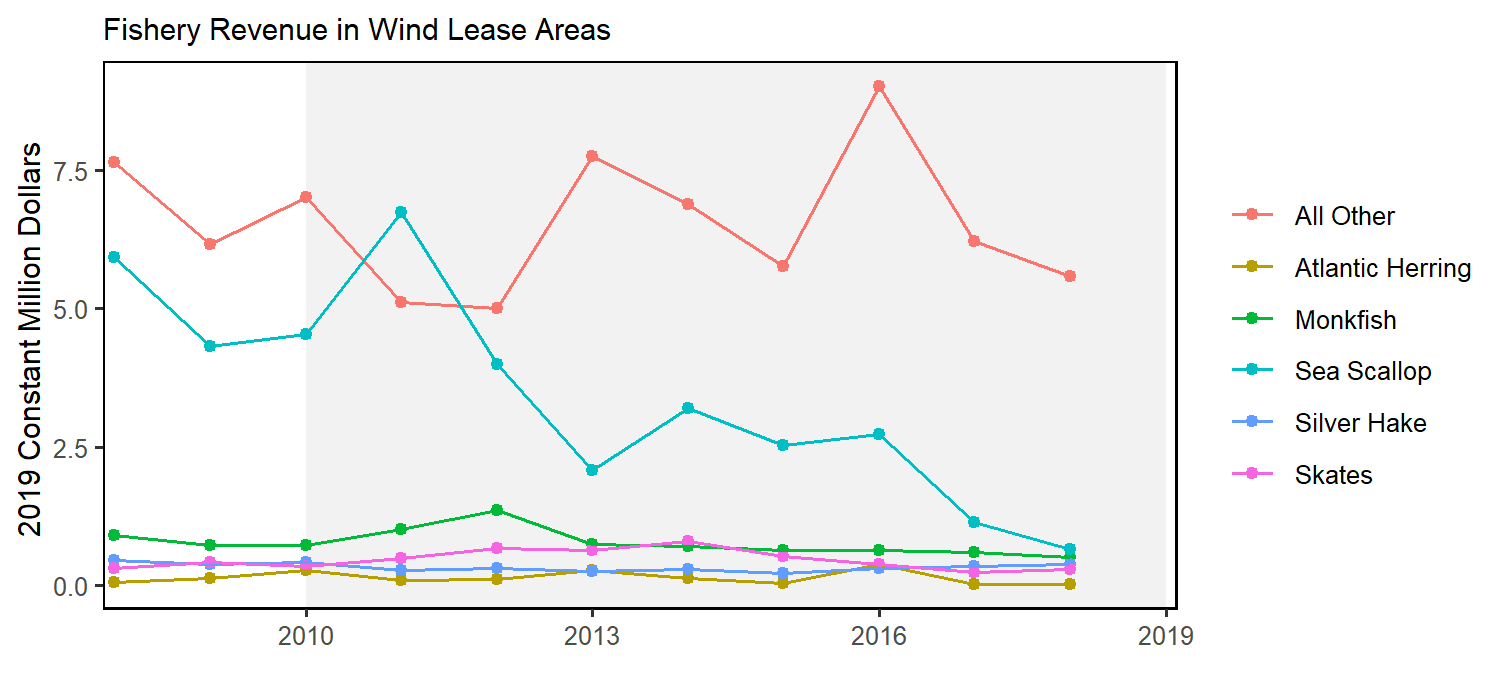 Fishery Revenue in Wind Lease Areas
2019 Constant Million Dollars
7.5
5.0
2.5
0.0
2010
2013
2016
2019
All Other
Atlantic Herring
Monkfish
Sea Scallop
Silver Hake
Skates